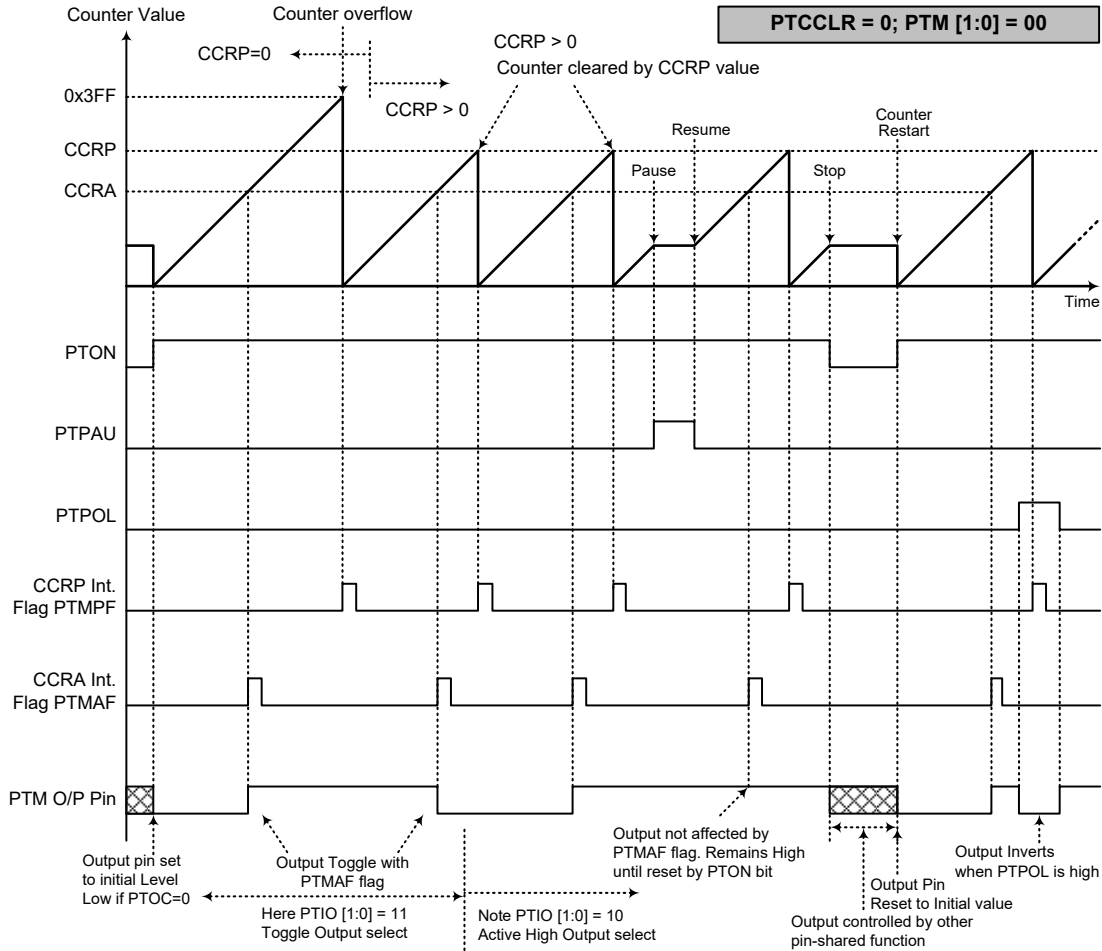 Counter Value
Counter overflow
PTCCLR = 0; PTM [1:0] = 00
CCRP=0
CCRP > 0
CCRP > 0
Counter cleared by CCRP value
0x3FF
CCRP
CCRA
Pause
Resume
Stop
Counter
Restart
Time
PTON
PTPAU
PTPOL
CCRP Int.
Flag PTMPF
CCRA Int.
Flag PTMAF
PTM O/P Pin
Output pin set
to initial Level
Low if PTOC=0
Output Toggle with
PTMAF flag
Here PTIO [1:0] = 11
Toggle Output select
Note PTIO [1:0] = 10
Active High Output select
Output not affected by
PTMAF flag. Remains High
until reset by PTON bit
Output controlled by other
pin-shared function
Output Pin
Reset to Initial value
Output Inverts
when PTPOL is high